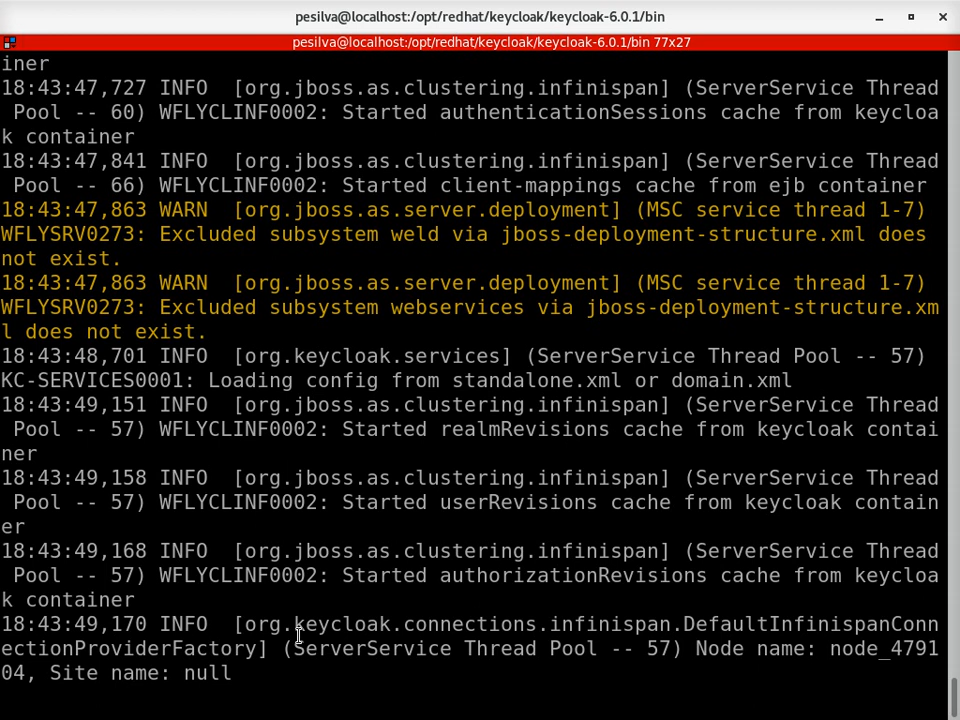 pesilva@localhost:/opt/redhat/keycloak/keycloak-6.0.1/bin
pesilva@localhost:/opt/redhat/keycloak/keycloak-6.0.1/bin 77x27
iner
18:43:47,727 INFO  [org.jboss.as.clustering.infinispan] (ServerService Thread
 Pool -- 60) WFLYCLINF0002: Started authenticationSessions cache from keycloa
k container
18:43:47,841 INFO  [org.jboss.as.clustering.infinispan] (ServerService Thread
 Pool -- 66) WFLYCLINF0002: Started client-mappings cache from ejb container
18:43:47,863 WARN  [org.jboss.as.server.deployment] (MSC service thread 1-7)
WFLYSRV0273: Excluded subsystem weld via jboss-deployment-structure.xml does
not exist.
18:43:47,863 WARN  [org.jboss.as.server.deployment] (MSC service thread 1-7)
WFLYSRV0273: Excluded subsystem webservices via jboss-deployment-structure.xm
l does not exist.
18:43:48,701 INFO  [org.keycloak.services] (ServerService Thread Pool -- 57)
KC-SERVICES0001: Loading config from standalone.xml or domain.xml
18:43:49,151 INFO  [org.jboss.as.clustering.infinispan] (ServerService Thread
 Pool -- 57) WFLYCLINF0002: Started realmRevisions cache from keycloak contai
ner
18:43:49,158 INFO  [org.jboss.as.clustering.infinispan] (ServerService Thread
 Pool -- 57) WFLYCLINF0002: Started userRevisions cache from keycloak contain
er
18:43:49,168 INFO  [org.jboss.as.clustering.infinispan] (ServerService Thread
 Pool -- 57) WFLYCLINF0002: Started authorizationRevisions cache from keycloa
k container
18:43:49,170 INFO  [org.keycloak.connections.infinispan.DefaultInfinispanConn
ectionProviderFactory] (ServerService Thread Pool -- 57) Node name: node_4791
04, Site name: null